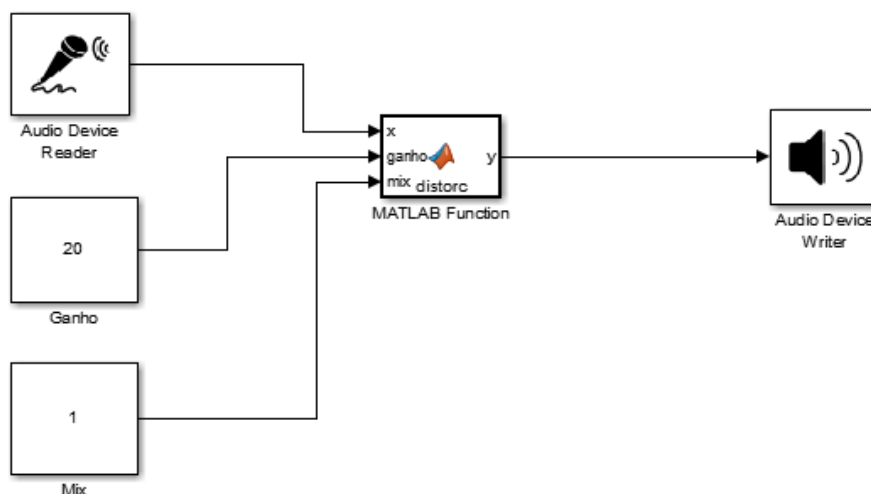 Audio Device
Reader
20
Ganho
1
Mix
x
ganho
mix
y
distorc
MATLAB Function
Audio Device
Writer